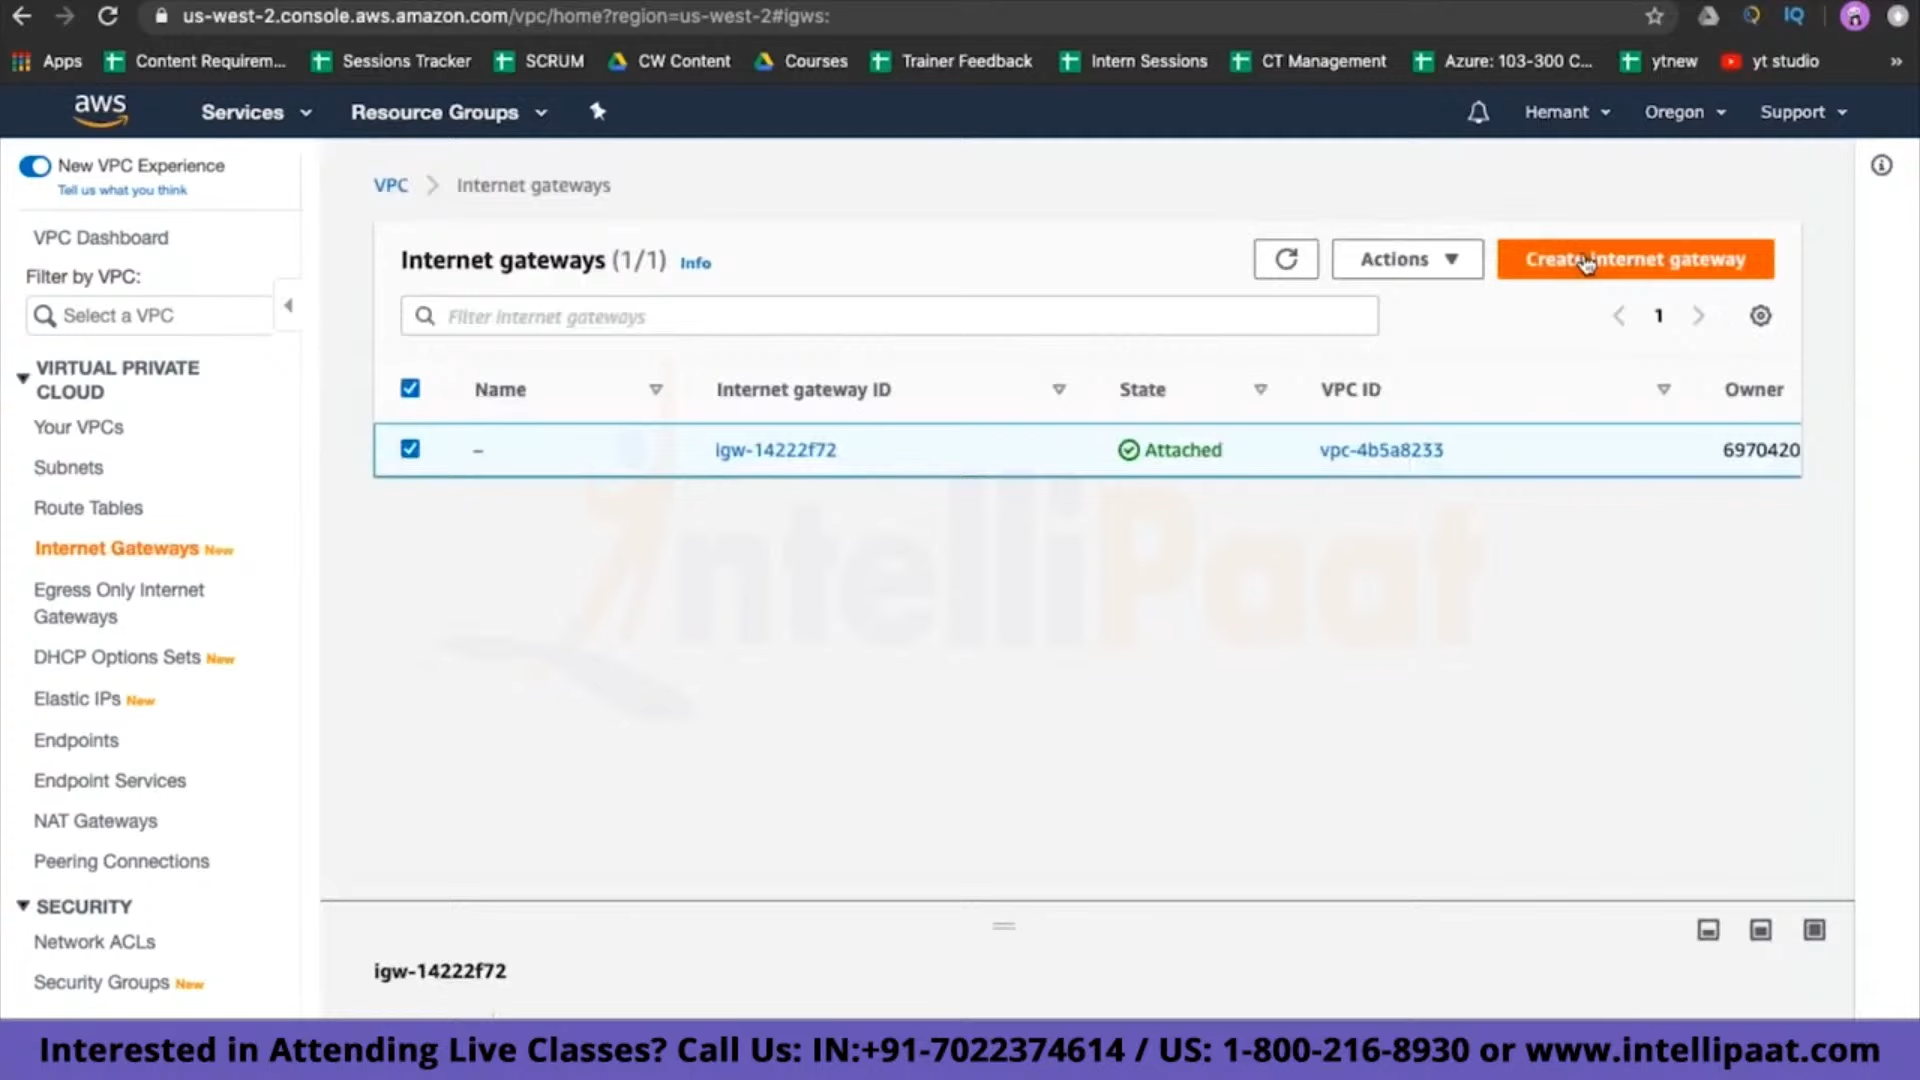 us-west-2.console.aws.amazon.com/vpc/home?region=us-west-2#igws:
Apps Content Requirem... Sessions Tracker SCRUM CW Content Courses Trainer Feedback Intern Sessions CT Management Azure: 103-300 C... ytnew yt studio »
aws Services Resource Groups Hemant Oregon Support
New VPC Experience
Tell us what you think
VPC Dashboard
Filter by VPC:
Select a VPC
VIRTUAL PRIVATE
CLOUD
Your VPCs
Subnets
Route Tables
Internet Gateways New
Egress Only Internet
Gateways
DHCP Options Sets New
Elastic IPs New
Endpoints
Endpoint Services
NAT Gateways
Peering Connections
SECURITY
Network ACLs
Security Groups New
VPC > Internet gateways
Internet gateways (1/1) Info
Actions
Create internet gateway
Filter internet gateways
1
Name Internet gateway ID State VPC ID Owner
– igw-14222f72 Attached vpc-4b5a8233 6970420
IntelliPaat
igw-14222f72
Interested in Attending Live Classes? Call Us: IN:+91-7022374614 / US: 1-800-216-8930 or www.intellipaat.com